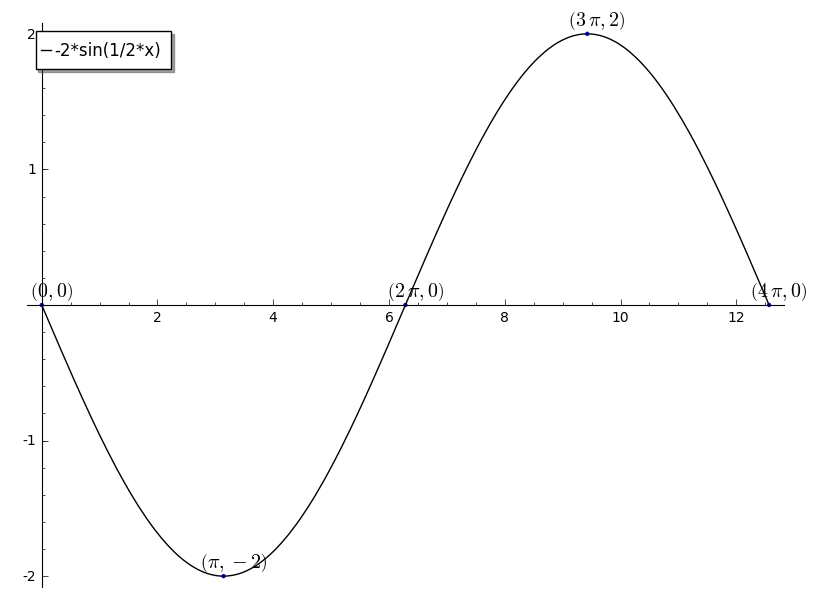 (3π, 2)
2
-2*sin(1/2*x)
1
(0, 0)
(2π, 0)
(4π, 0)
2
4
6
8
10
12
-1
(π, −2)
-2